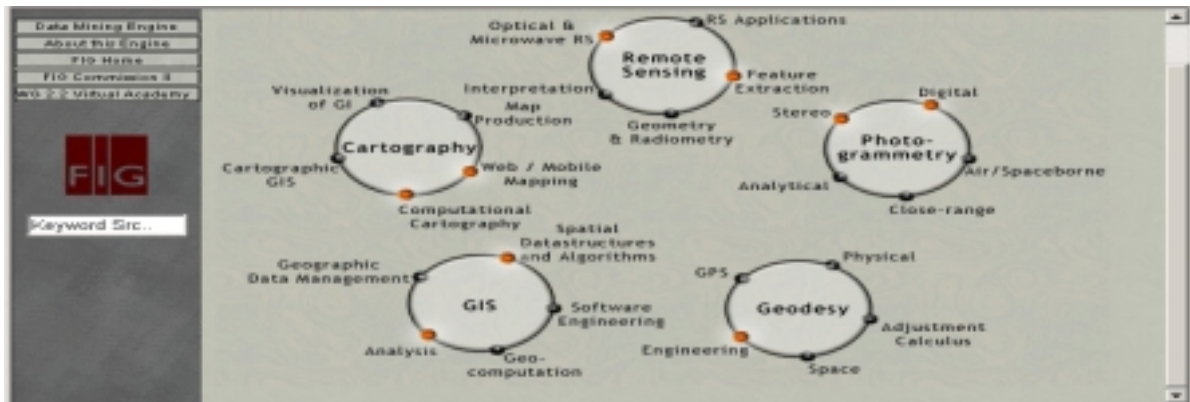 Data Mining Engine
About this Engine
FIG Home
FIG Commission II
WG 2.2 Virtual Academy
FIG
Keyword Src..
Optical &
Microwave RS
RS Applications
Remote
Sensing
Feature
Extraction
Interpretation
Geometry
& Radiometry
Visualization
of GI
Map
Production
Cartography
Cartographic
GIS
Web / Mobile
Mapping
Computational
Cartography
Digital
Stereo
Photo-
grammetry
Air/Spaceborne
Analytical
Close-range
Spatial
Datastructures
and Algorithms
Geographic
Data Management
GIS
Software
Engineering
Analysis
Geo-
computation
Physical
GPS
Geodesy
Adjustment
Calculus
Engineering
Space